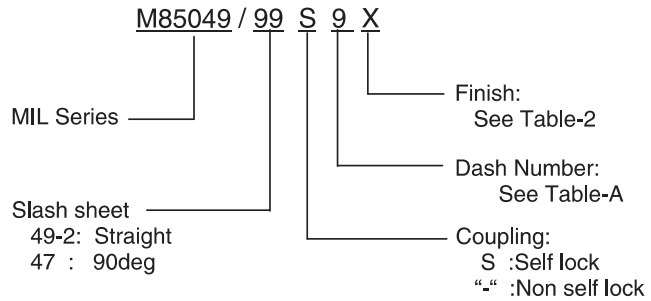 M85049 / 99 S 9 X
MIL Series
Slash sheet
49-2: Straight
47 : 90deg
Finish:
See Table-2
Dash Number:
See Table-A
Coupling:
S :Self lock
“-“ :Non self lock